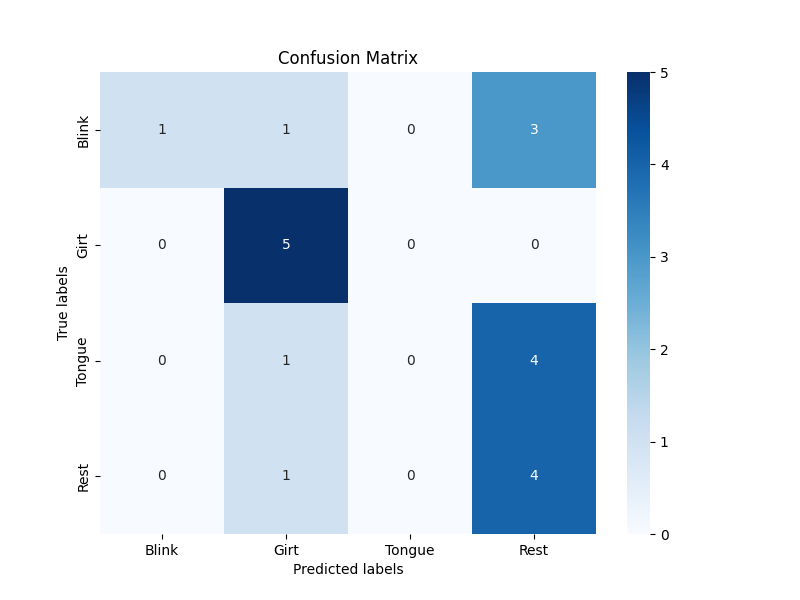 Confusion Matrix
Blink 1 1 0 3
Girt 0 5 0 0
Tongue 0 1 0 4
Rest 0 1 0 4
True labels
Blink Girt Tongue Rest
Predicted labels
5
4
3
2
1
0